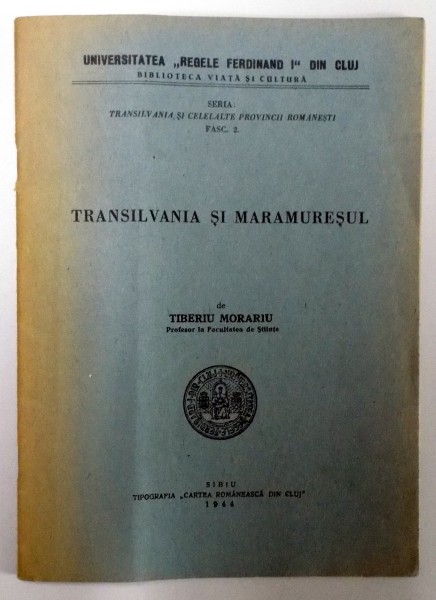 UNIVERSITATEA „REGELE FERDINAND I“ DIN CLUJ
BIBLIOTECA VIAȚĂ ȘI CULTURĂ
SERIA:
TRANSILVANIA ȘI CELELALTE PROVINCII ROMÂNEȘTI
FASC. 2.
TRANSILVANIA ȘI MARAMUREȘUL
de
TIBERIU MORARIU
Profesor la Facultatea de Științe
SIBIU
TIPOGRAFIA „CARTEA ROMÂNEASCĂ DIN CLUJ“
1944